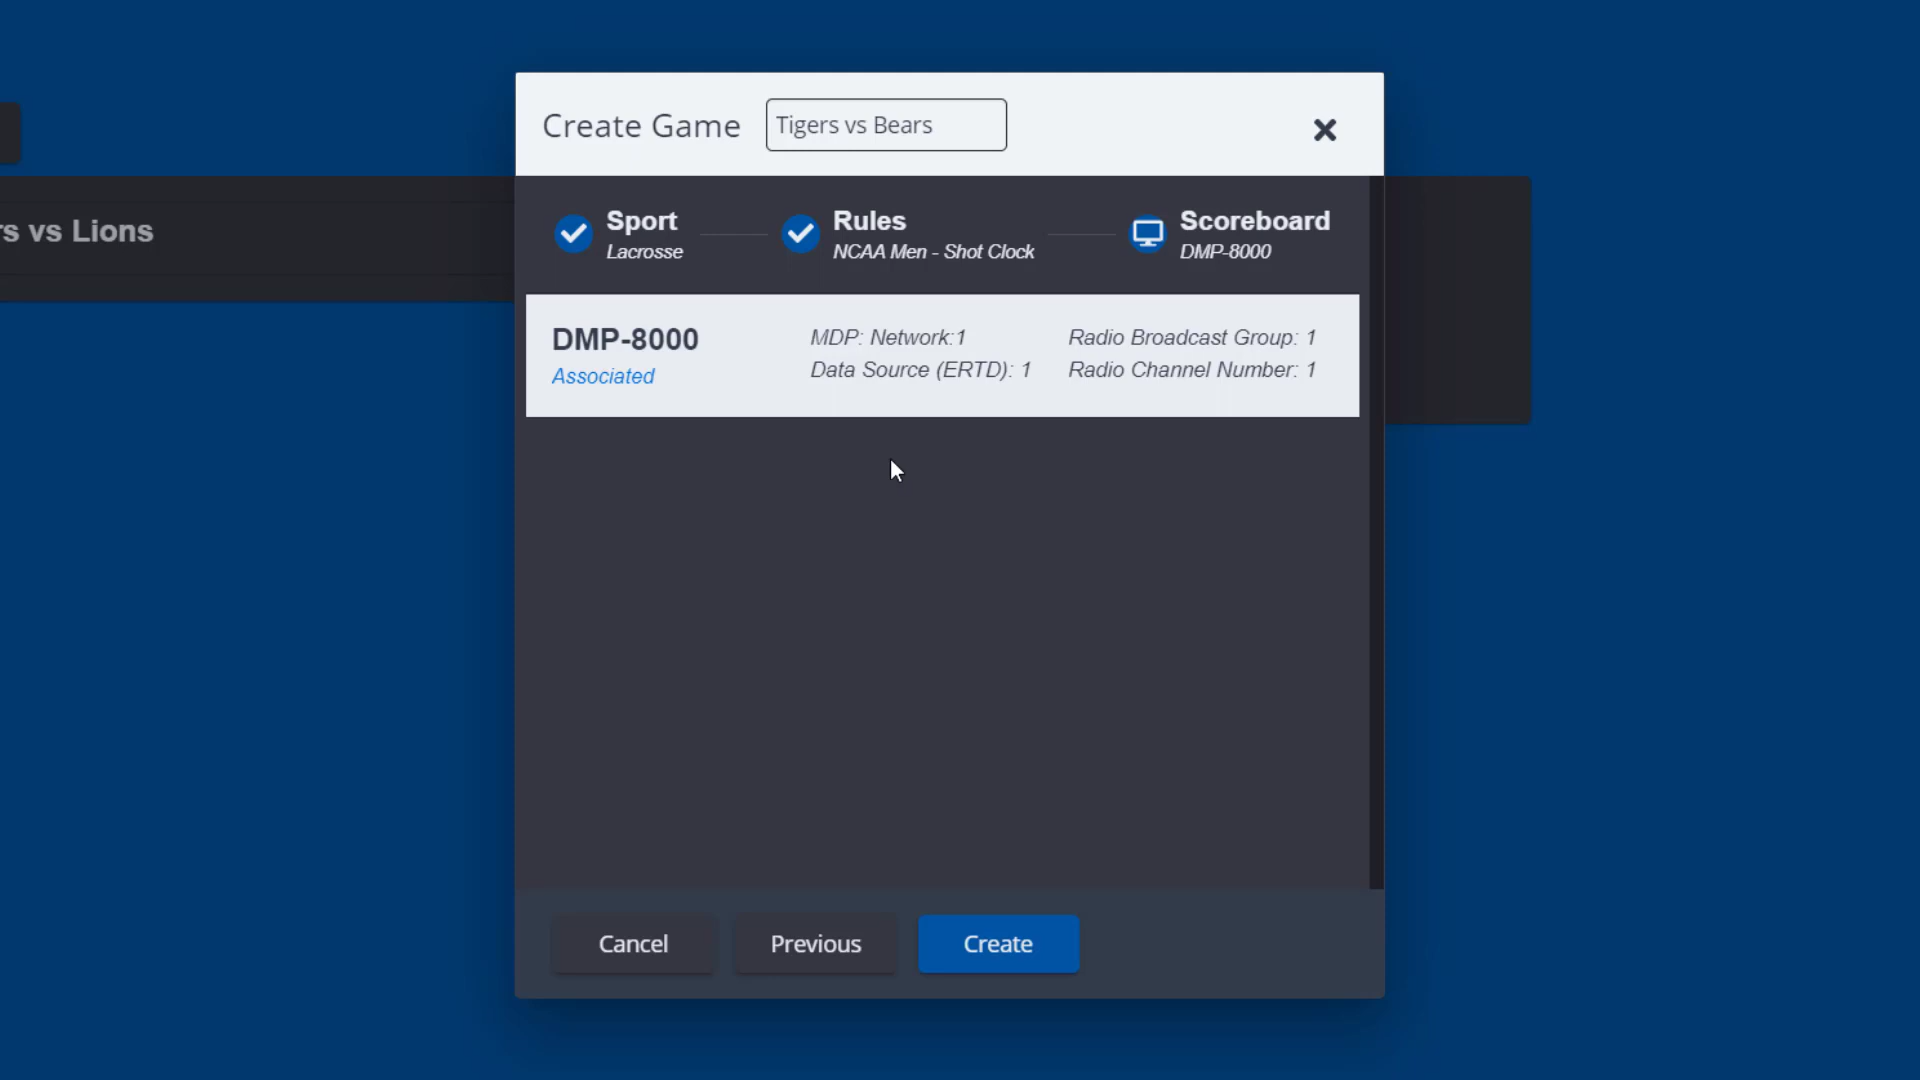 Create Game
Tigers vs Bears
s vs Lions
Sport
Lacrosse
Rules
NCAA Men - Shot Clock
Scoreboard
DMP-8000
DMP-8000
Associated
MDP: Network:1
Data Source (ERTD): 1
Radio Broadcast Group: 1
Radio Channel Number: 1
Cancel
Previous
Create